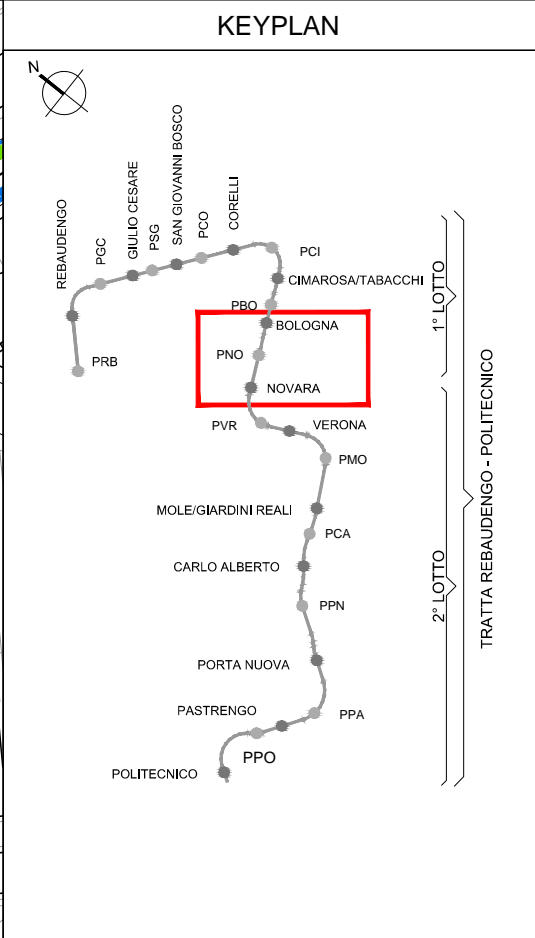 KEYPLAN
N
REBAUDENGO
PGC
GIULIO CESARE
PSG
SAN GIOVANNI BOSCO
PCO
CORELLI
PCI
CIMAROSA/TABACCHI
PBO
BOLOGNA
PNO
PRB
NOVARA
PVR
VERONA
PMO
MOLE/GIARDINI REALI
PCA
CARLO ALBERTO
PPN
PORTA NUOVA
PASTRENGO
PPA
PPO
POLITECNICO
1° LOTTO
2° LOTTO
TRATTA REBAUDENGO - POLITECNICO